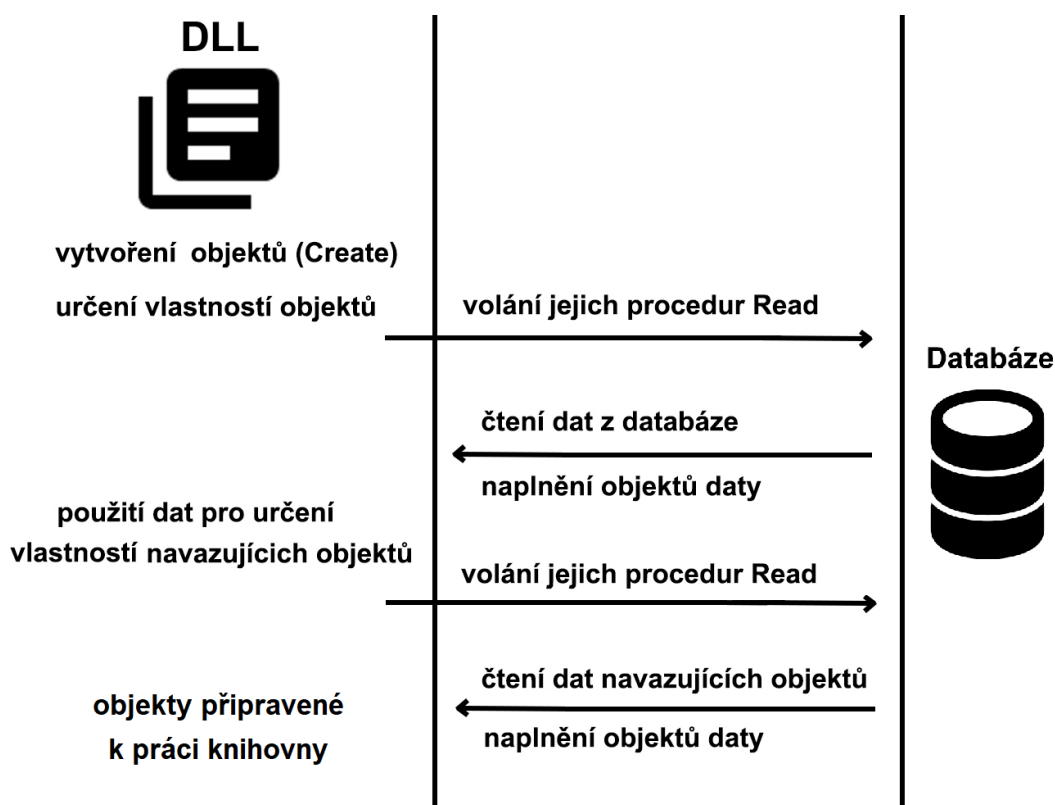 DLL
vytvoření objektů (Create)
určení vlastností objektů
volání jejich procedur Read
Databáze
čtení dat z databáze
naplnění objektů daty
použití dat pro určení
vlastností navazujících objektů
volání jejich procedur Read
čtení dat navazujících objektů
objekty připravené
naplnění objektů daty
k práci knihovny